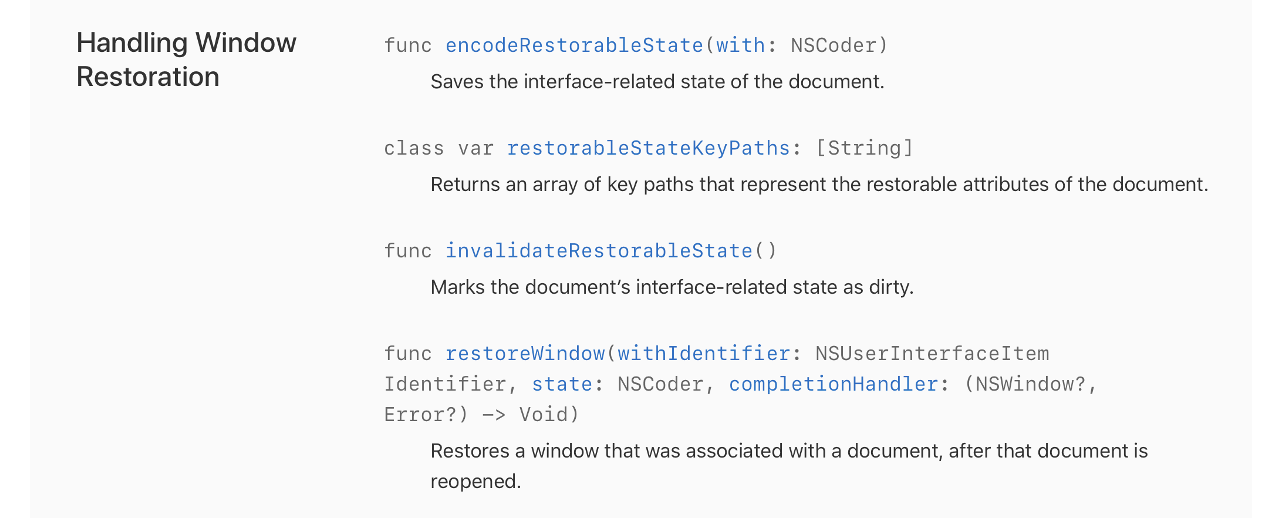 Handling Window
Restoration
func encodeRestorableState(with: NSCoder)
Saves the interface-related state of the document.
class var restorableStateKeyPaths: [String]
Returns an array of key paths that represent the restorable attributes of the document.
func invalidateRestorableState()
Marks the document’s interface-related state as dirty.
func restoreWindow(withIdentifier: NSUserInterfaceItem
Identifier, state: NSCoder, completionHandler: (NSWindow?,
Error?) -> Void)
Restores a window that was associated with a document, after that document is
reopened.